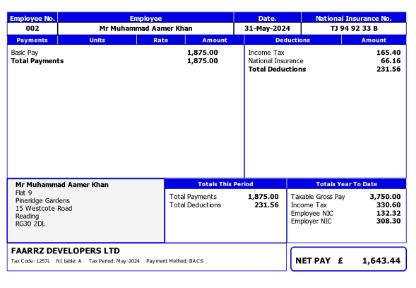 Employee No. Employee Date. National Insurance No.
002 Mr Muhammad Aamer Khan 31-May-2024 TJ 94 92 33 B
Payments Units Rate Amount Deductions Amount
Basic Pay 1,875.00 Income Tax 165.40
Total Payments 1,875.00 National Insurance 66.16
Total Deductions 231.56
Mr Muhammad Aamer Khan
Flat 9
Pineridge Gardens
15 Westcote Road
Reading
RG30 2DL
Totals This Period
Total Payments 1,875.00
Total Deductions 231.56
Totals Year To Date
Taxable Gross Pay 3,750.00
Income Tax 330.60
Employee NIC 132.32
Employer NIC 308.30
FAARRZ DEVELOPERS LTD
Tax Code: 1257L NI table: A Tax Period: May-2024 Payment Method: BACS
NET PAY £ 1,643.44